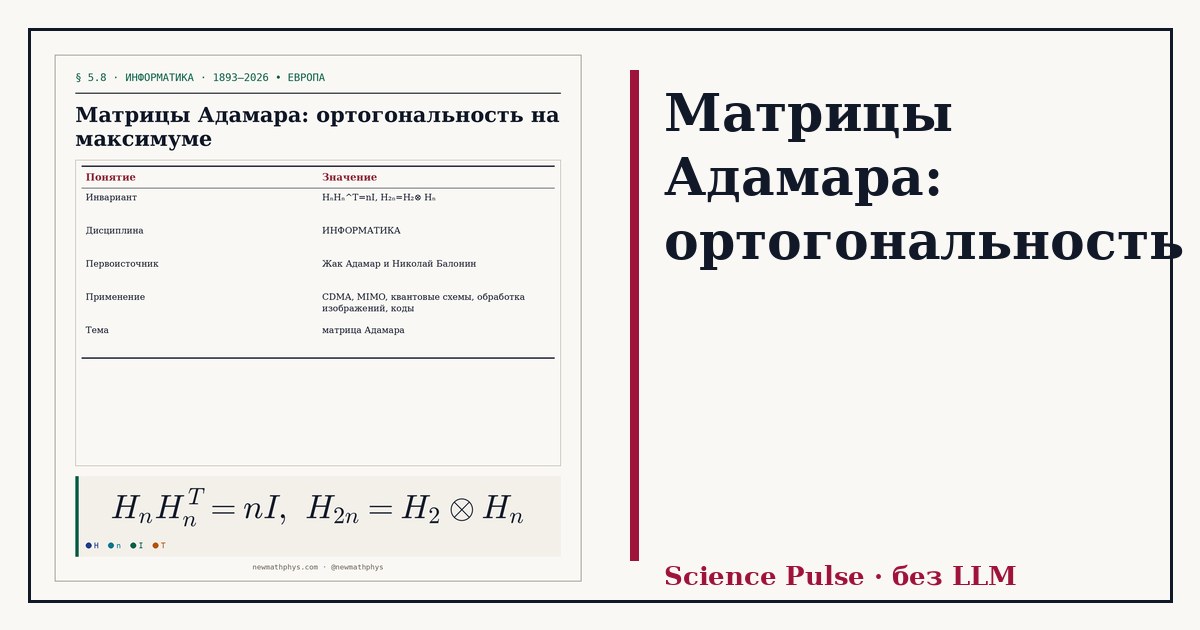 § 5.8 · ИНФОРМАТИКА · 1893—2026 • ЕВРОПА
Матрицы Адамара: ортогональность на
максимуме
Понятие Значение
Инвариант HₙHₙ^T=nI, H₂ₙ=H₂⊗ Hₙ
Дисциплина ИНФОРМАТИКА
Первоисточник Жак Адамар и Николай Балонин
Применение CDMA, MIMO, квантовые схемы, обработка
изображений, коды
Тема матрица Адамара
HₙHₙᵀ = nI, H₂ₙ = H₂ ⊗ Hₙ
H n I T
newmathphys.com · @newmathphys
Матрицы
Адамара:
ортогональность
Science Pulse · без LLM